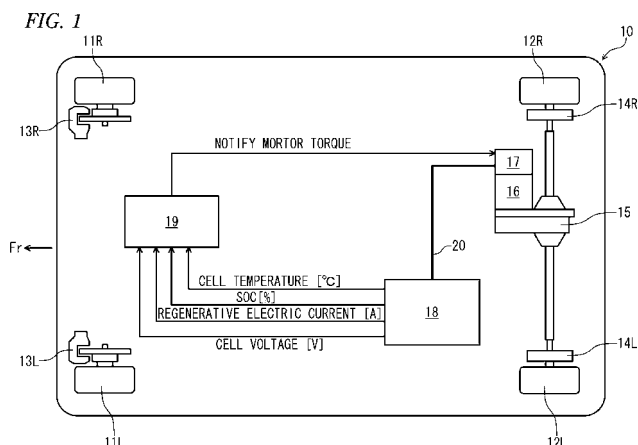 FIG. 1
11R
12R
10
13R
14R
NOTIFY MORTOR TORQUE
17
16
15
19
Fr
20
CELL TEMPERATURE [℃]
SOC[%]
REGENERATIVE ELECTRIC CURRENT [A]
18
CELL VOLTAGE [V]
13L
14L
11L
12L